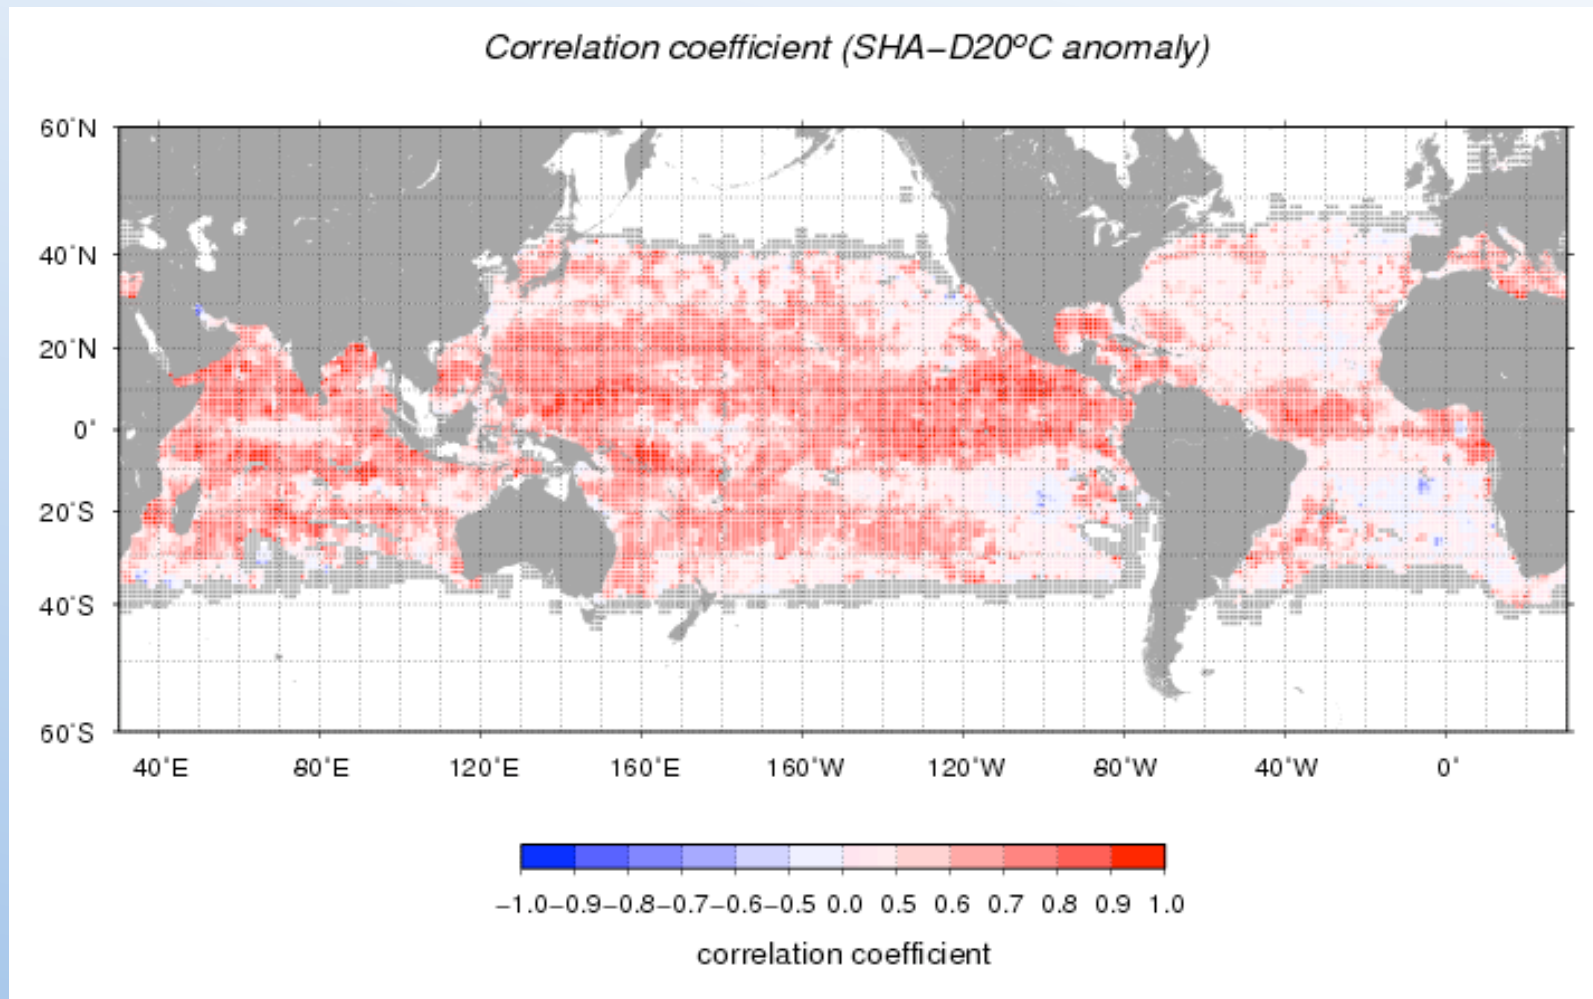 Correlation coefficient (SHA−D20ºC anomaly)
60˚N
40˚N
20˚N
0˚
20˚S
40˚S
60˚S
40˚E 80˚E 120˚E 160˚E 160˚W 120˚W 80˚W 40˚W 0˚
−1.0−0.9−0.8−0.7−0.6−0.5 0.0 0.5 0.6 0.7 0.8 0.9 1.0
correlation coefficient